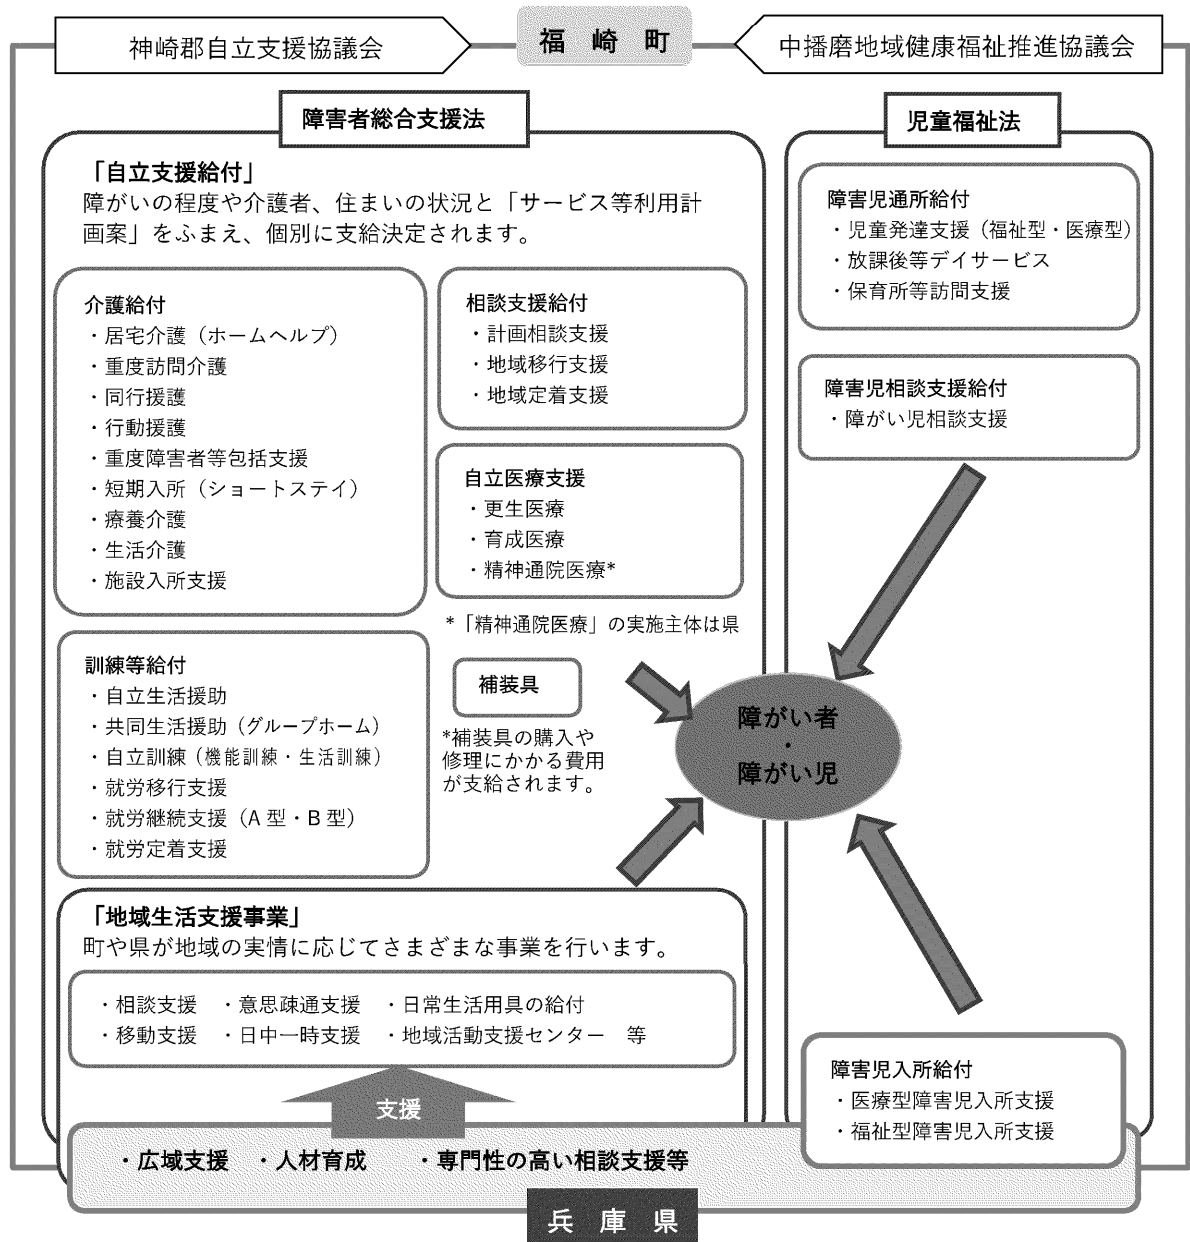 神崎郡自立支援協議会
福 崎 町
中播磨地域健康福祉推進協議会
障害者総合支援法
「自立支援給付」
障がいの程度や介護者、住まいの状況と「サービス等利用計
画案」をふまえ、個別に支給決定されます。
介護給付
・居宅介護（ホームヘルプ）
・重度訪問介護
・同行援護
・行動援護
・重度障害者等包括支援
・短期入所（ショートステイ）
・療養介護
・生活介護
・施設入所支援
相談支援給付
・計画相談支援
・地域移行支援
・地域定着支援
自立医療支援
・更生医療
・育成医療
・精神通院医療*
*「精神通院医療」の実施主体は県
訓練等給付
・自立生活援助
・共同生活援助（グループホーム）
・自立訓練（機能訓練・生活訓練）
・就労移行支援
・就労継続支援（A 型・B 型）
・就労定着支援
補装具
*補装具の購入や
修理にかかる費用
が支給されます。
「地域生活支援事業」
町や県が地域の実情に応じてさまざまな事業を行います。
・相談支援 ・意思疎通支援 ・日常生活用具の給付
・移動支援 ・日中一時支援 ・地域活動支援センター 等
児童福祉法
障害児通所給付
・児童発達支援（福祉型・医療型）
・放課後等デイサービス
・保育所等訪問支援
障害児相談支援給付
・障がい児相談支援
障がい者
・
障がい児
障害児入所給付
・医療型障害児入所支援
・福祉型障害児入所支援
支援
・広域支援 ・人材育成 ・専門性の高い相談支援等
兵 庫 県